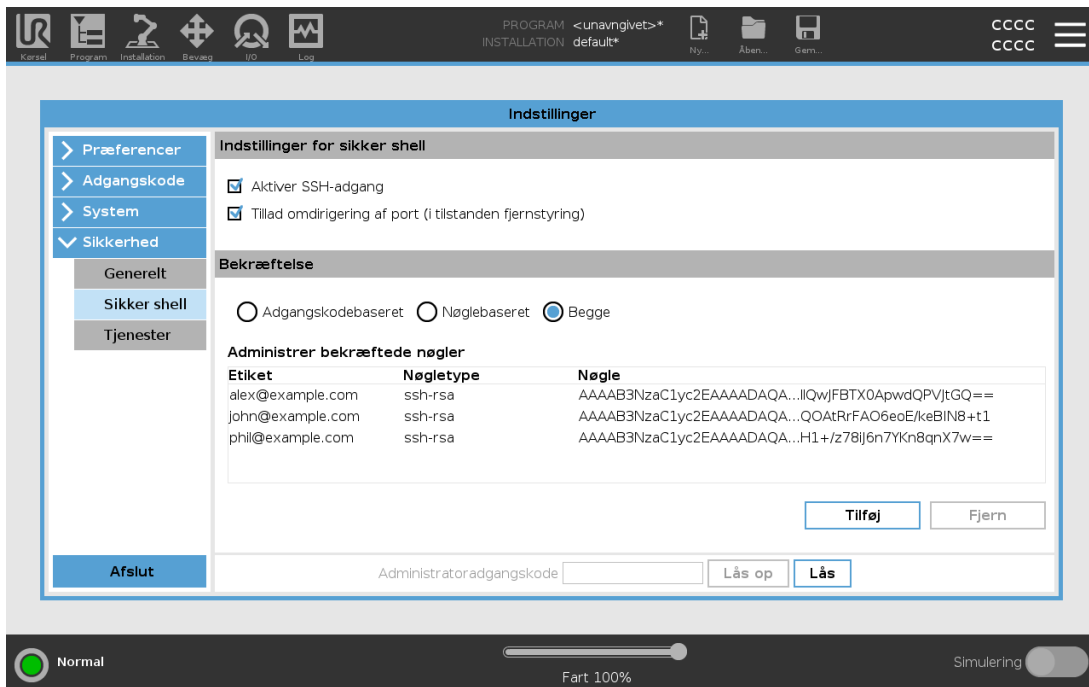 PROGRAM <unavngivet>*
INSTALLATION default*
CCCC
CCCC
Kørsel Program Installation Bevæg I/O Log Ny... Åben... Gem...
Indstillinger
Præferencer
Adgangskode
System
Sikkerhed
Generelt
Sikker shell
Tjenester
Afslut
Indstillinger for sikker shell
Aktiver SSH-adgang
Tillad omdirigering af port (i tilstanden fjernstyring)
Bekræftelse
Adgangskodebaseret Nøglebaseret Begge
Administrer bekræftede nøgler
Etiket Nøgletype Nøgle
alex@example.com ssh-rsa AAAAB3NzaC1yc2EAAAADAQA...IIQwJFBTX0ApwdQPVJtGQ==
john@example.com ssh-rsa AAAAB3NzaC1yc2EAAAADAQA...QOAtRrFAO6eoE/keBIN8+t1
phil@example.com ssh-rsa AAAAB3NzaC1yc2EAAAADAQA...H1+/z78iJ6n7YKn8qnX7w==
Tilføj Fjern
Administratoradgangskode Lås op Lås
Normal
Fart 100%
Simulering